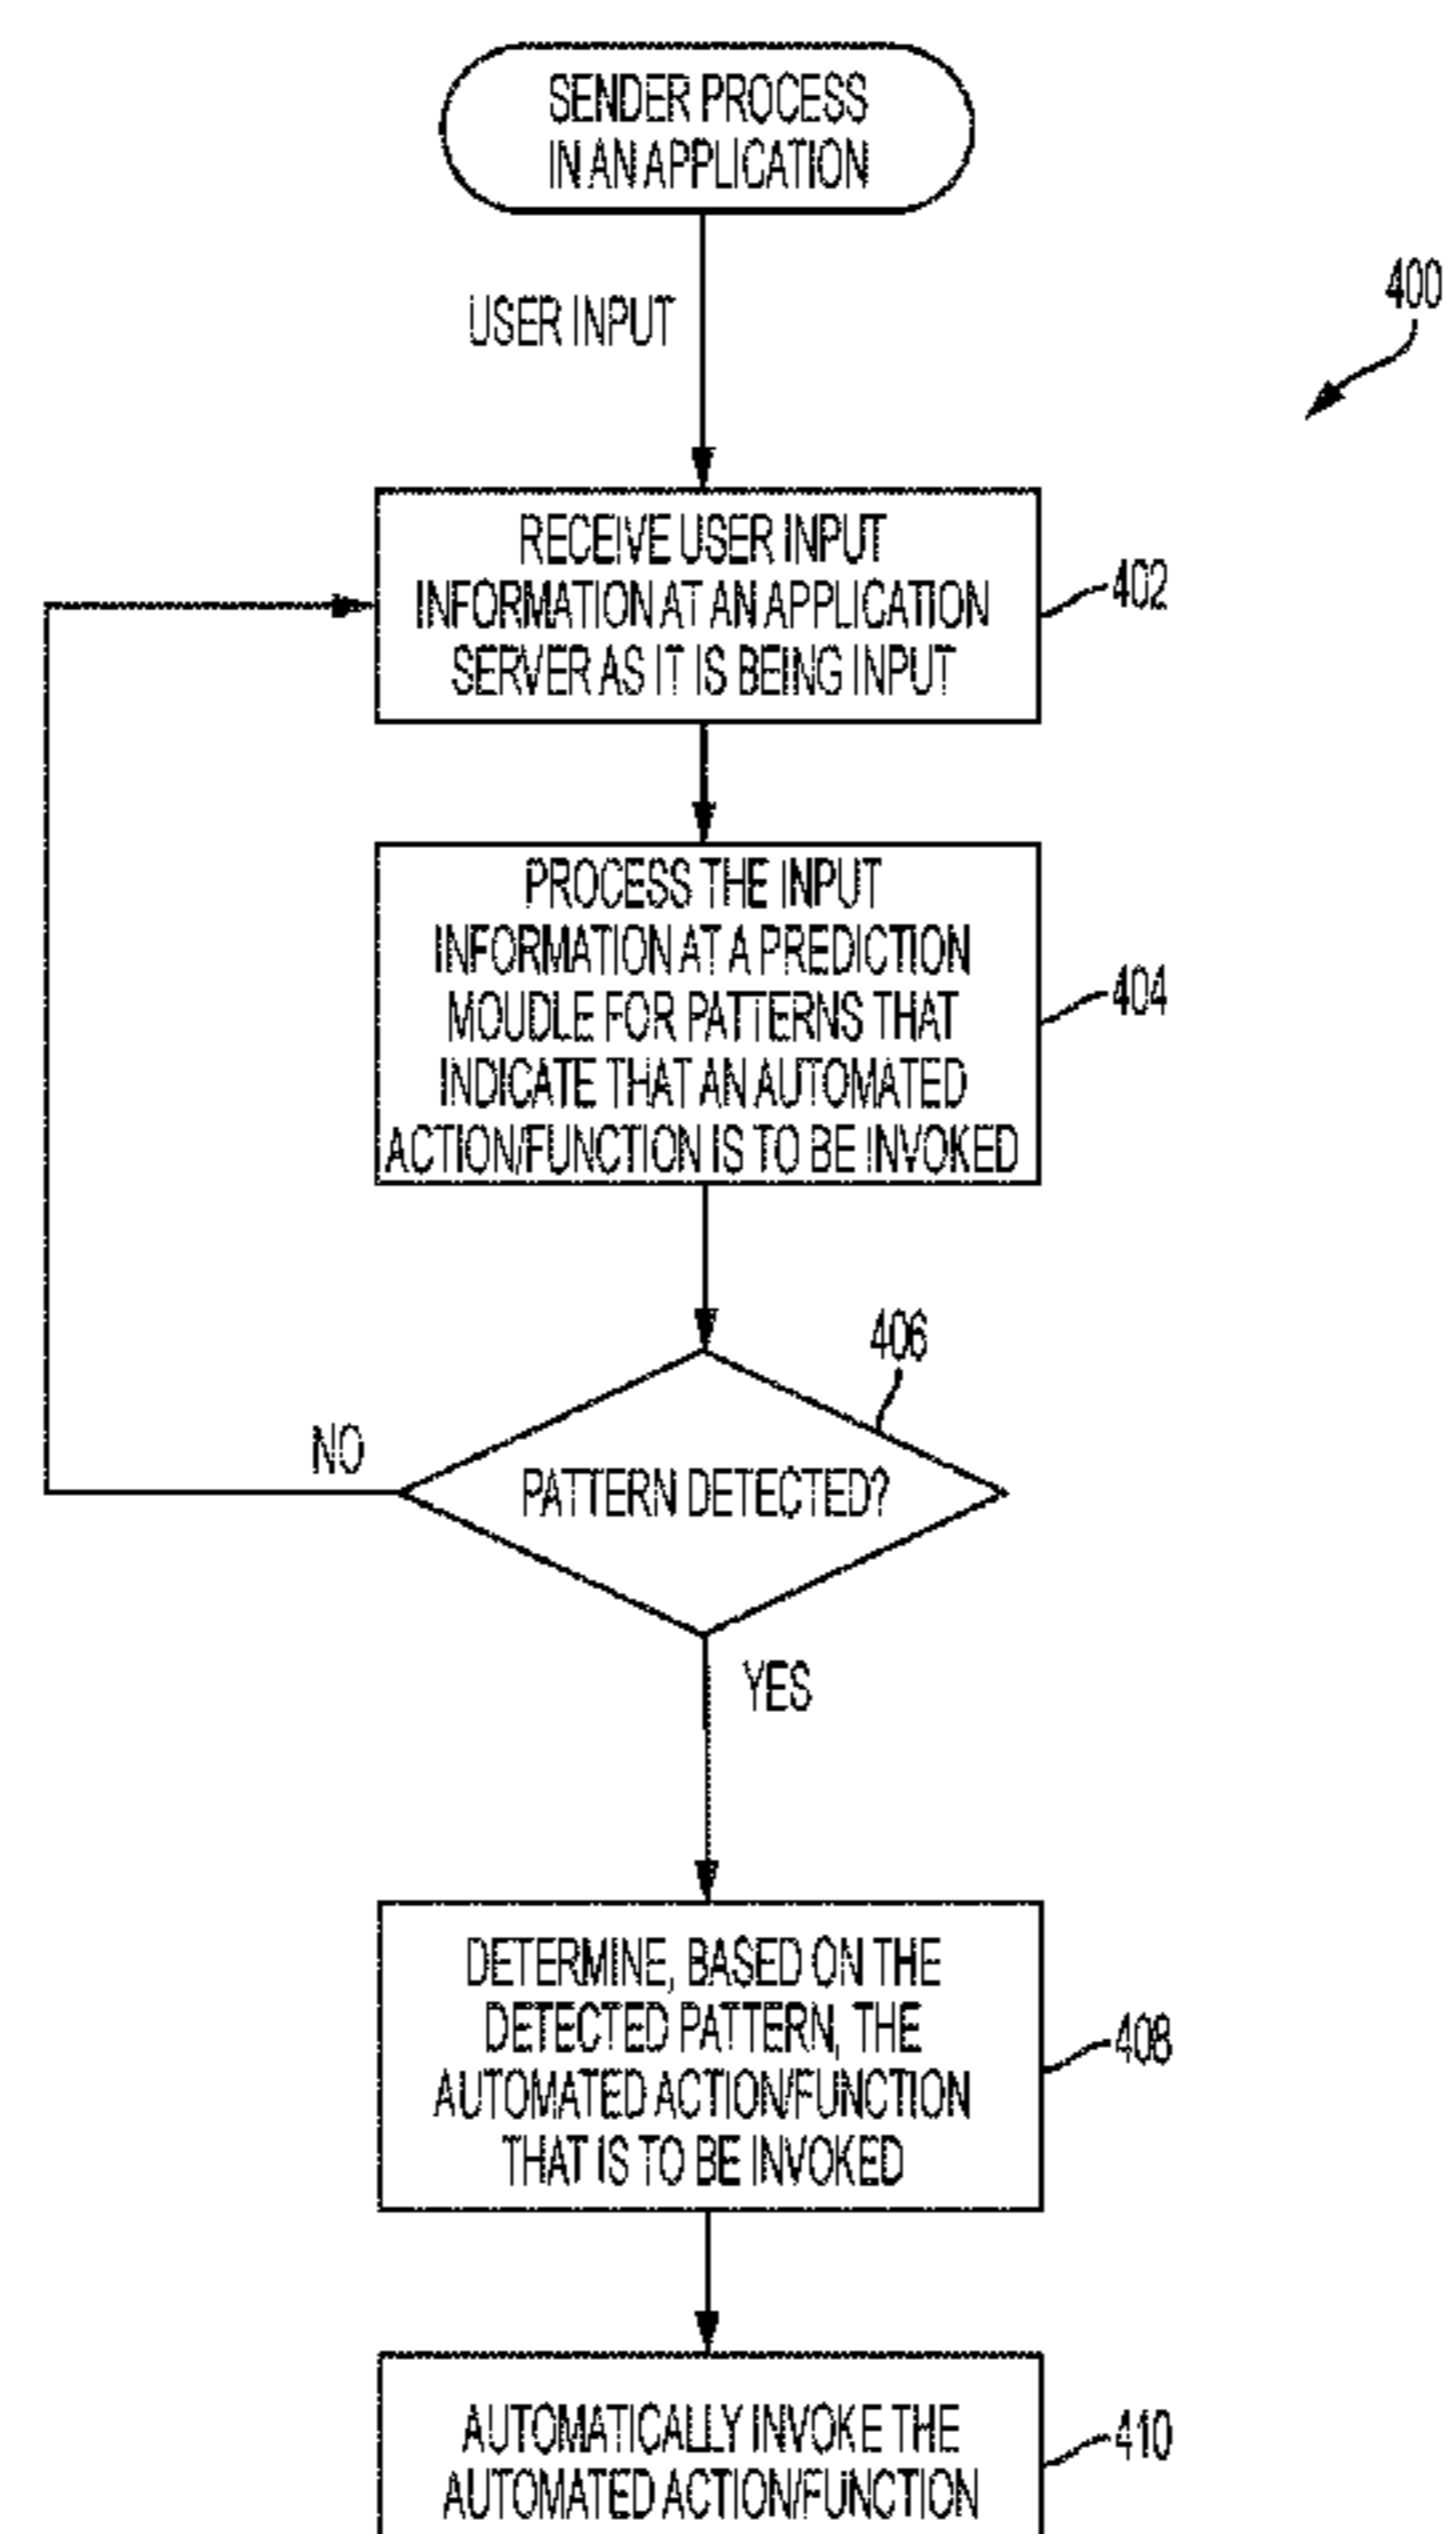 SENDER PROCESS
IN AN APPLICATION
USER INPUT
400
RECEIVE USER INPUT
INFORMATION AT AN APPLICATION
SERVER AS IT IS BEING INPUT
402
PROCESS THE INPUT
INFORMATION AT A PREDICTION
MOUDLE FOR PATTERNS THAT
INDICATE THAT AN AUTOMATED
ACTION/FUNCTION IS TO BE INVOKED
404
406
NO
PATTERN DETECTED?
YES
DETERMINE, BASED ON THE
DETECTED PATTERN, THE
AUTOMATED ACTION/FUNCTION
THAT IS TO BE INVOKED
408
AUTOMATICALLY INVOKE THE
AUTOMATED ACTION/FUNCTION
410